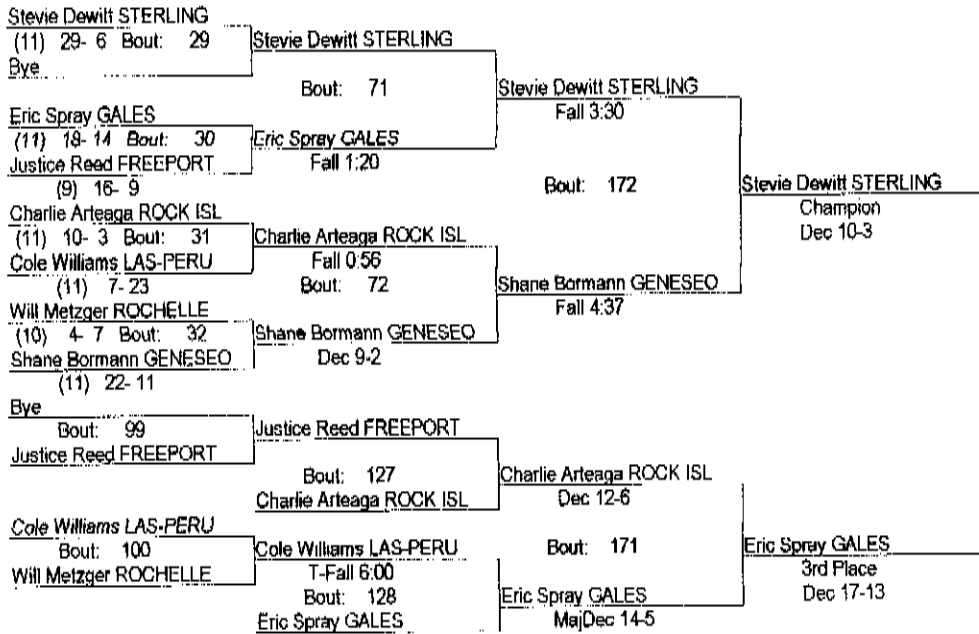 Stevie Dewitt STERLING
(11) 29- 6 Bout: 29
Bye
Stevie Dewitt STERLING
Bout: 71
Eric Spray GALES
(11) 18- 14 Bout: 30
Justice Reed FREEPORT
(9) 16- 9
Eric Spray GALES
Fall 1:20
Stevie Dewitt STERLING
Fall 3:30
Bout: 172
Charlie Arteaga ROCK ISL
(11) 10- 3 Bout: 31
Cole Williams LAS-PERU
(11) 7- 23
Charlie Arteaga ROCK ISL
Fall 0:56
Bout: 72
Will Metzger ROCHELLE
(10) 4- 7 Bout: 32
Shane Bormann GENESEO
(11) 22- 11
Shane Bormann GENESEO
Dec 9-2
Shane Bormann GENESEO
Fall 4:37
Stevie Dewitt STERLING
Champion
Dec 10-3
Bye
Bout: 99
Justice Reed FREEPORT
Justice Reed FREEPORT
Bout: 127
Charlie Arteaga ROCK ISL
Charlie Arteaga ROCK ISL
Dec 12-6
Bout: 171
Cole Williams LAS-PERU
Bout: 100
Will Metzger ROCHELLE
Cole Williams LAS-PERU
T-Fall 6:00
Bout: 128
Eric Spray GALES
Eric Spray GALES
MajDec 14-5
Eric Spray GALES
3rd Place
Dec 17-13